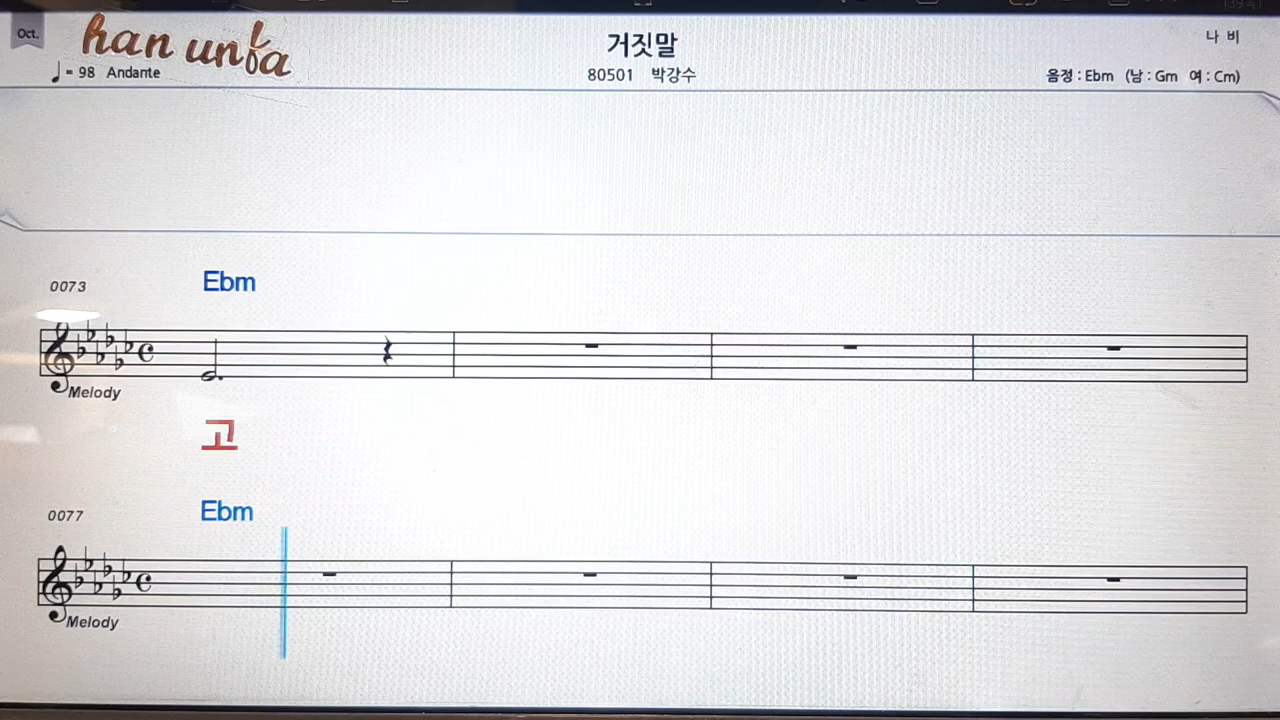 Oct.
han unfa
거짓말
나 비
♩= 98 Andante
80501 박강수
음정 : Ebm (남 : Gm 여 : Cm)
0073
Ebm
Melody
고
0077
Ebm
Melody